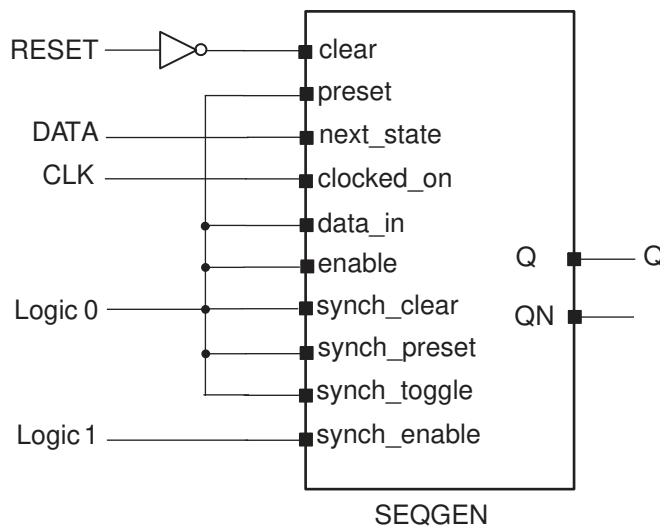 RESET
clear
preset
DATA
next_state
CLK
clocked_on
data_in
Q
Q
enable
Logic 0
synch_clear
QN
synch_preset
synch_toggle
Logic 1
synch_enable
SEQGEN